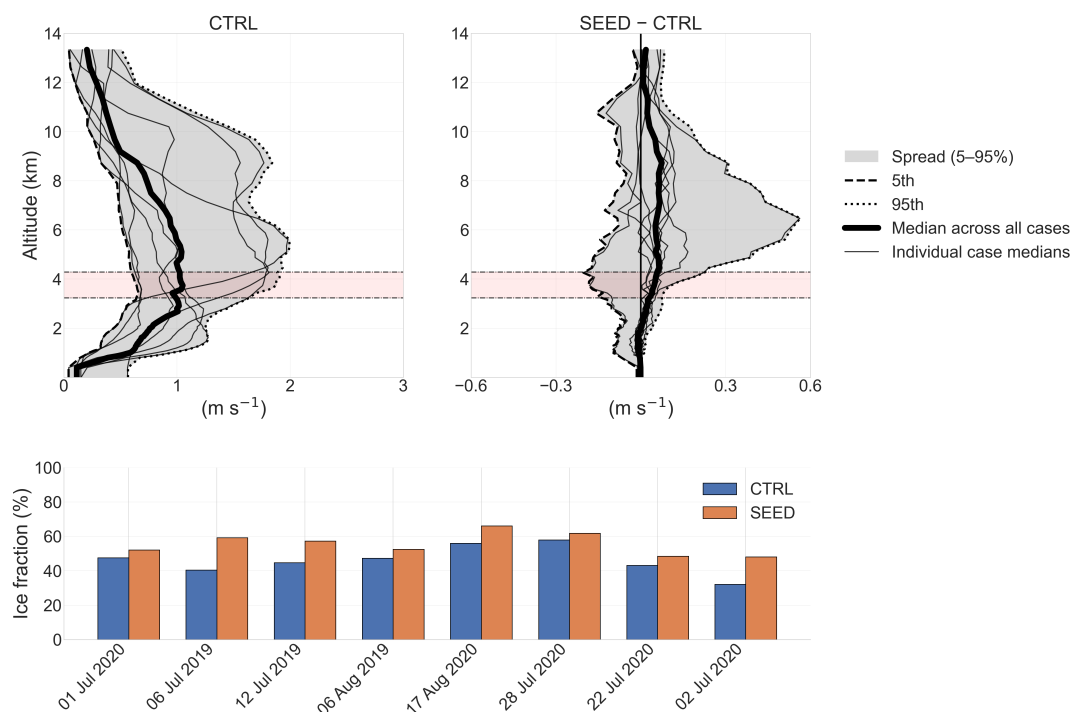 CTRL
SEED − CTRL
14
12
10
8
6
4
2
Altitude (km)
0
1
2
3
(m s⁻¹)
14
12
10
8
6
4
2
−0.6
−0.3
0.3
0.6
(m s⁻¹)
Spread (5–95%)
5th
95th
Median across all cases
Individual case medians
100
80
60
40
20
0
Ice fraction (%)
CTRL
SEED
01 Jul 2020
06 Jul 2019
12 Jul 2019
06 Aug 2019
17 Aug 2020
28 Jul 2020
22 Jul 2020
02 Jul 2020